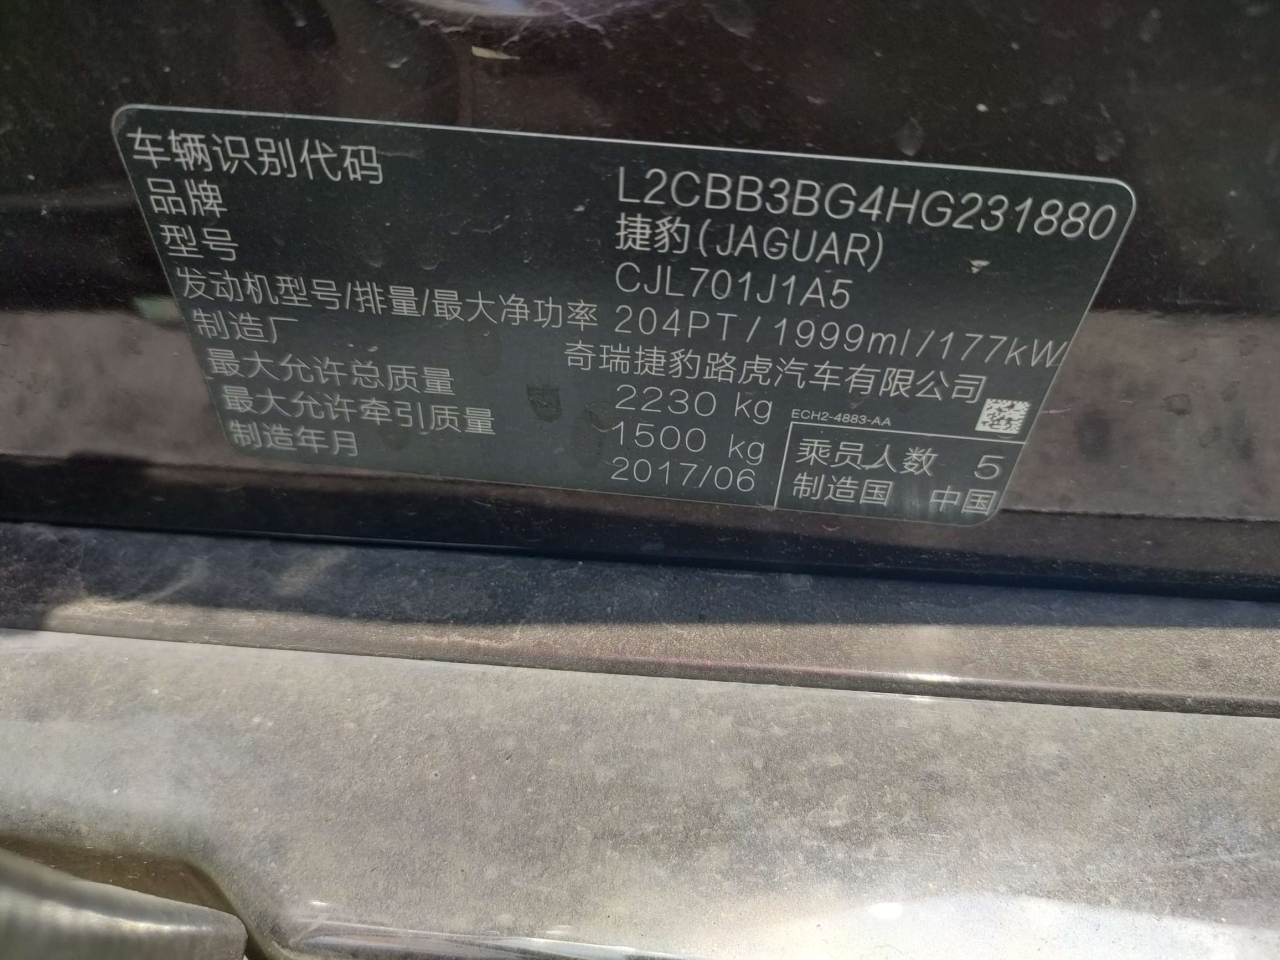 车辆识别代码 L2CBB3BG4HG231880
品牌 捷豹(JAGUAR)
型号 CJL701J1A5
发动机型号/排量/最大净功率 204PT/1999ml/177kW
制造厂 奇瑞捷豹路虎汽车有限公司
最大允许总质量 2230 kg
最大允许牵引质量 1500 kg
制造年月 2017/06
ECH2-4883-AA
乘员人数 5
制造国 中国